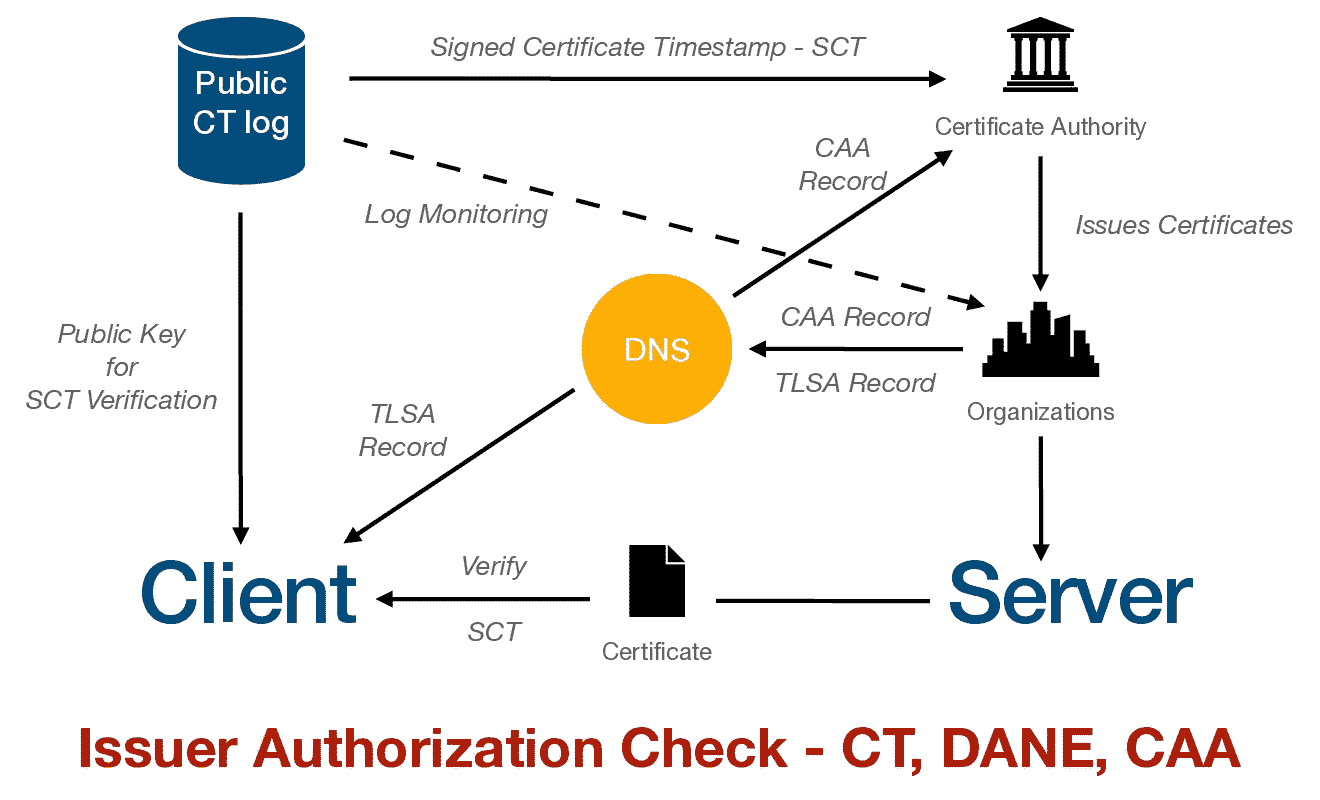 Signed Certificate Timestamp - SCT
Public
CT log
Certificate Authority
CAA
Record
Log Monitoring
Issues Certificates
Public Key
for
SCT Verification
DNS
CAA Record
TLSA Record
Organizations
TLSA
Record
Client
Verify
SCT
Certificate
Server
Issuer Authorization Check - CT, DANE, CAA